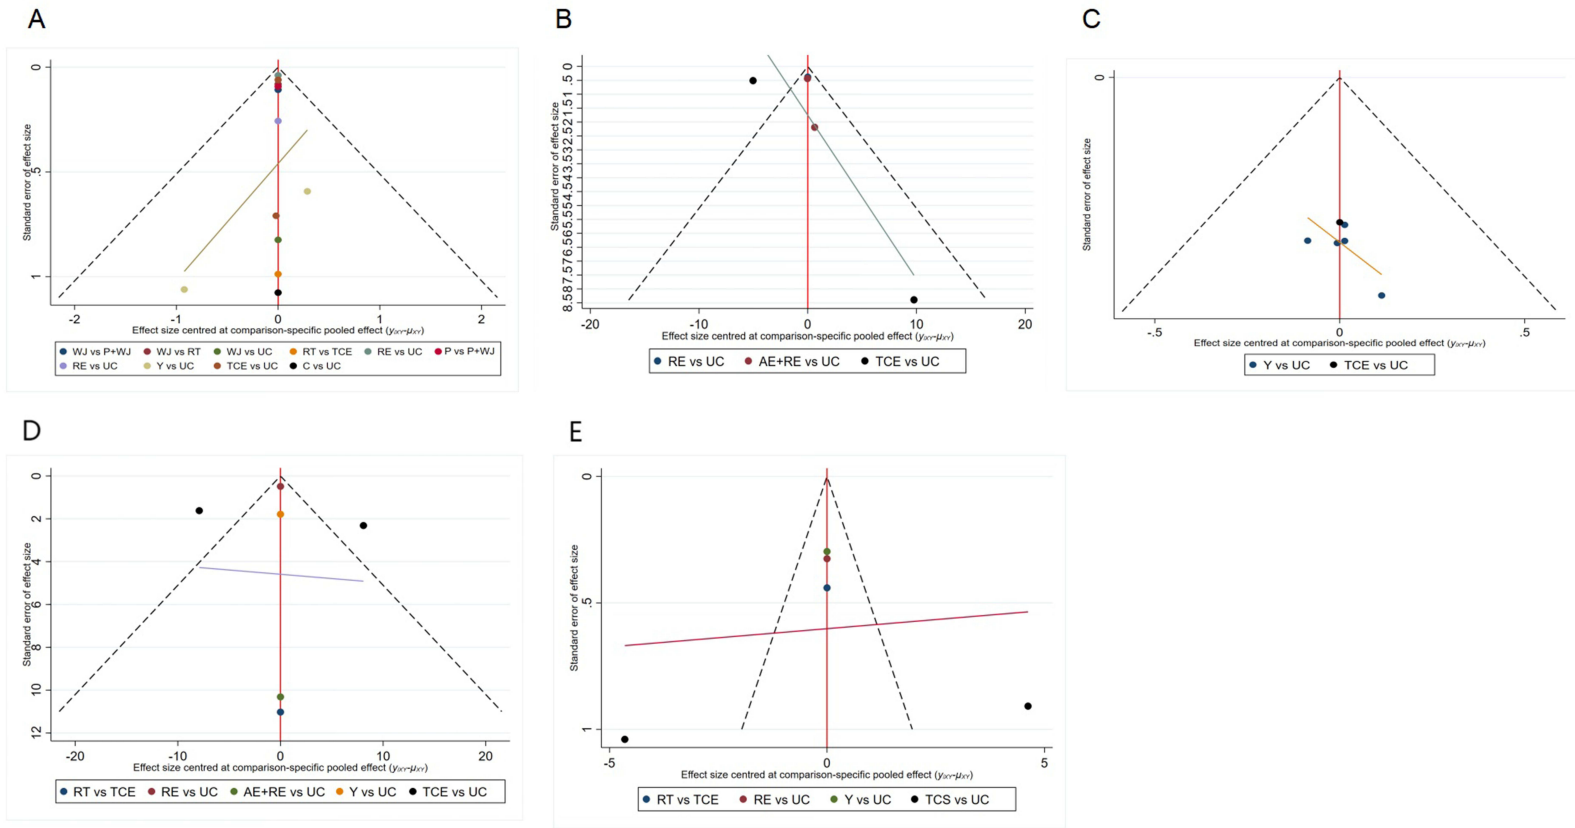 A
Standard error of effect size
0
.5
1
-2
-1
0
1
2
Effect size centred at comparison-specific pooled effect (yiXY-μXY)
WJ vs P+WJ
WJ vs RT
WJ vs UC
RT vs TCE
RE vs UC
P vs P+WJ
RE vs UC
Y vs UC
TCE vs UC
C vs UC
B
Standard error of effect size
0
-20
-10
0
10
20
Effect size centred at comparison-specific pooled effect (yiXY-μXY)
RE vs UC
AE+RE vs UC
TCE vs UC
C
Standard error of effect size
0
-.5
0
.5
Effect size centred at comparison-specific pooled effect (yiXY-μXY)
Y vs UC
TCE vs UC
D
Standard error of effect size
0
2
4
6
8
10
12
-20
-10
0
10
20
Effect size centred at comparison-specific pooled effect (yiXY-μXY)
RT vs TCE
RE vs UC
AE+RE vs UC
Y vs UC
TCE vs UC
E
Standard error of effect size
0
.5
1
-5
0
5
Effect size centred at comparison-specific pooled effect (yiXY-μXY)
RT vs TCE
RE vs UC
Y vs UC
TCS vs UC